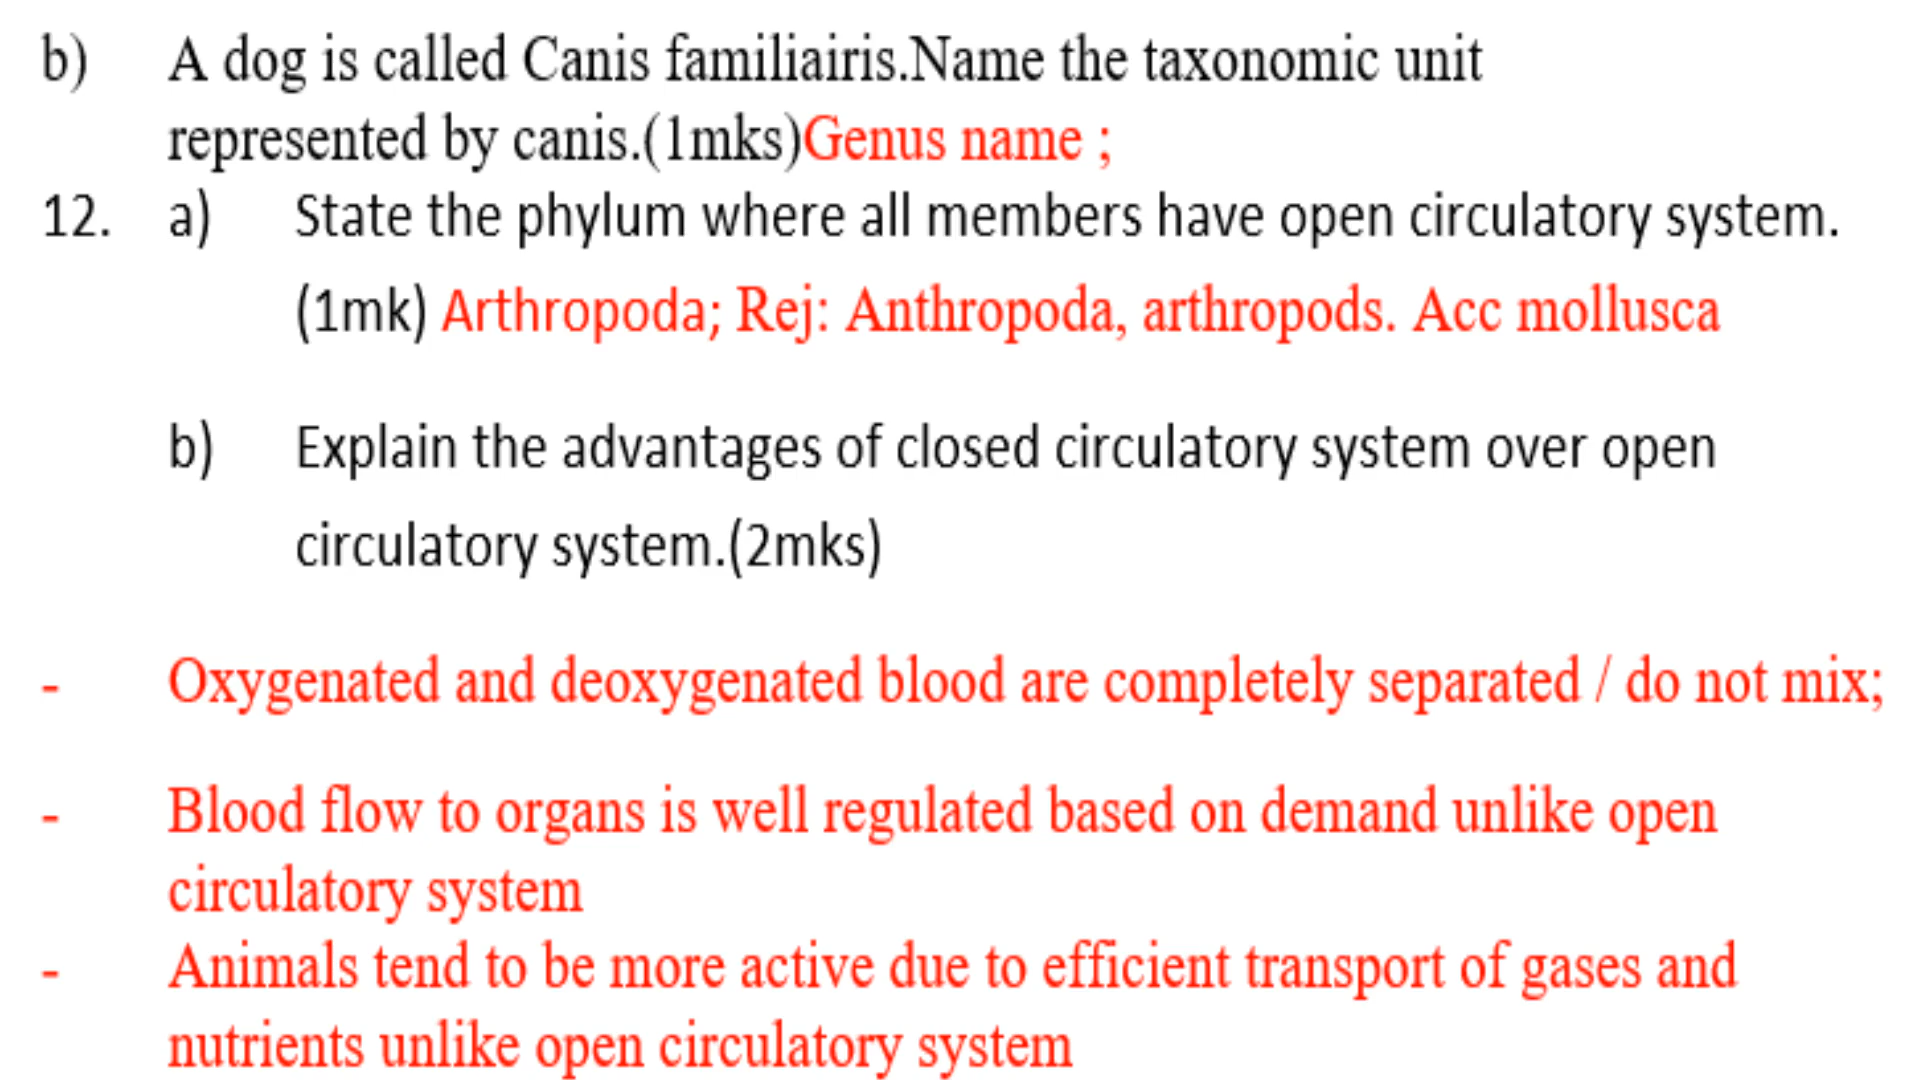 b) A dog is called Canis familiairis.Name the taxonomic unit
represented by canis.(1mks)Genus name ;
12. a) State the phylum where all members have open circulatory system.
(1mk) Arthropoda; Rej: Anthropoda, arthropods. Acc mollusca
b) Explain the advantages of closed circulatory system over open
circulatory system.(2mks)
- Oxygenated and deoxygenated blood are completely separated / do not mix;
- Blood flow to organs is well regulated based on demand unlike open
circulatory system
- Animals tend to be more active due to efficient transport of gases and
nutrients unlike open circulatory system